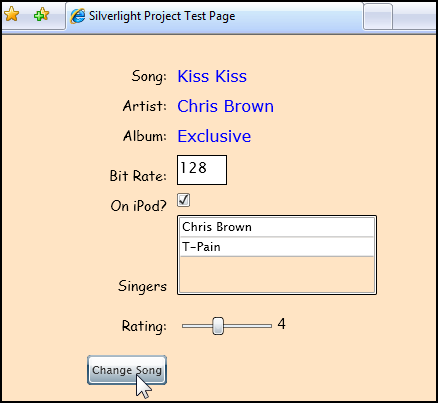 Silverlight Project Test Page
Song: Kiss Kiss
Artist: Chris Brown
Album: Exclusive
Bit Rate: 128
On iPod?
Chris Brown
T-Pain
Singers
Rating: 4
Change Song